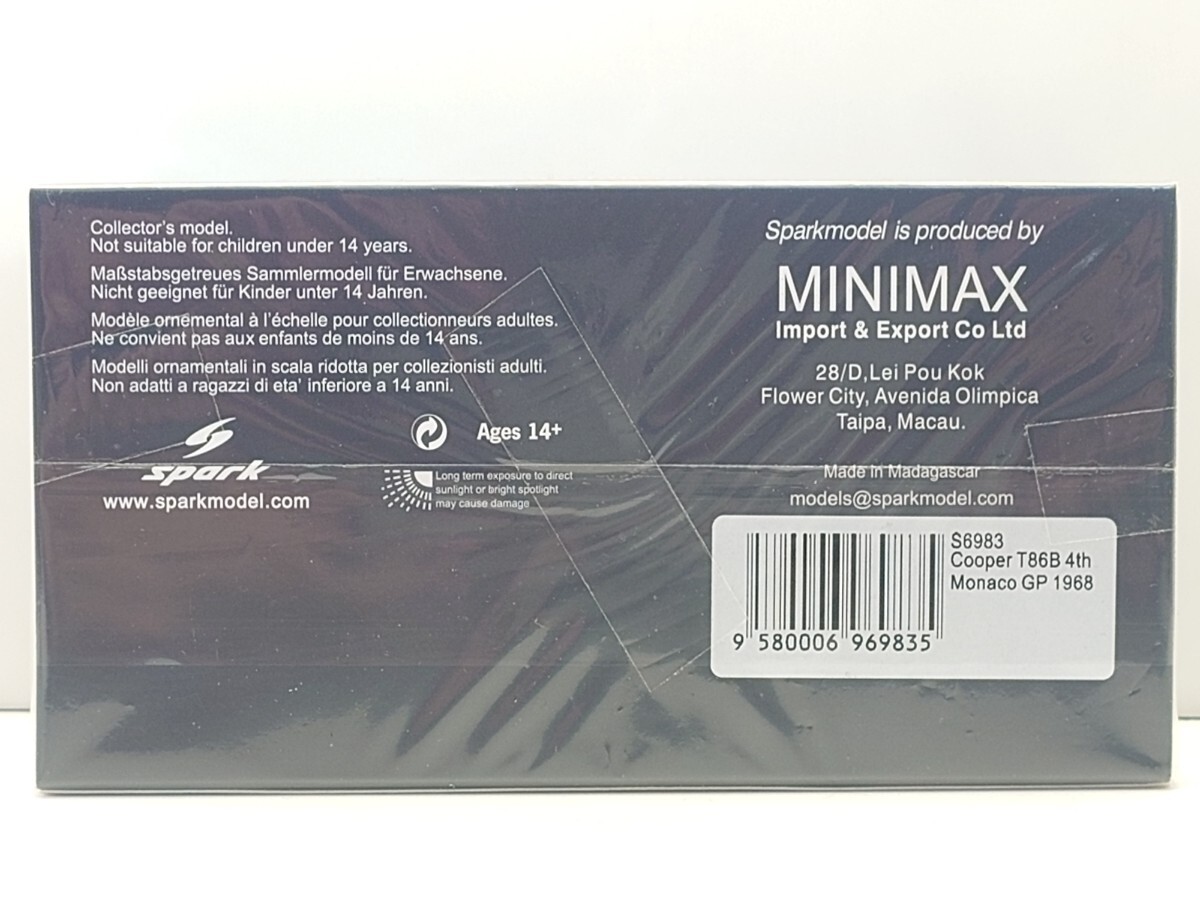 Collector's model.
Not suitable for children under 14 years.
Maßstabsgetreues Sammlermodell für Erwachsene.
Nicht geeignet für Kinder unter 14 Jahren.
Modèle ornemental à l'échelle pour collectionneurs adultes.
Ne convient pas aux enfants de moins de 14 ans.
Modelli ornamentali in scala ridotta per collezionisti adulti.
Non adatti a ragazzi di eta' inferiore a 14 anni.
spark
www.sparkmodel.com
Ages 14+
Long term exposure to direct
sunlight or bright spotlight
may cause damage
Sparkmodel is produced by
MINIMAX
Import & Export Co Ltd
28/D,Lei Pou Kok
Flower City, Avenida Olimpica
Taipa, Macau.
Made in Madagascar
models@sparkmodel.com
S6983
Cooper T86B 4th
Monaco GP 1968
9 580006 969835